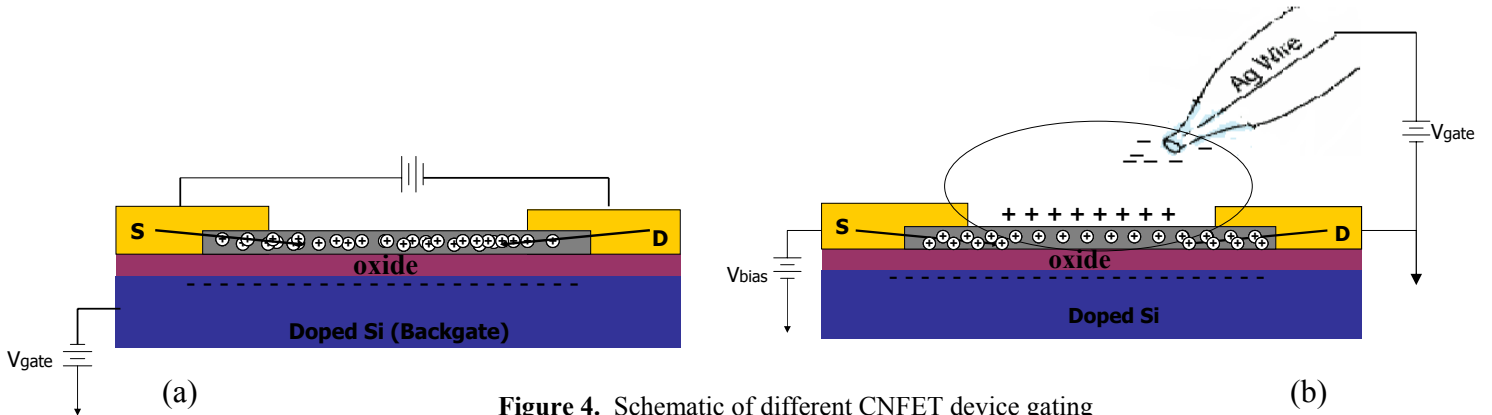 S
D
oxide
Doped Si (Backgate)
Vgate
(a)
Ag Wire
Vgate
+ + + + + + + +
S
D
oxide
Vbias
Doped Si
(b)
Figure 4. Schematic of different CNFET device gating